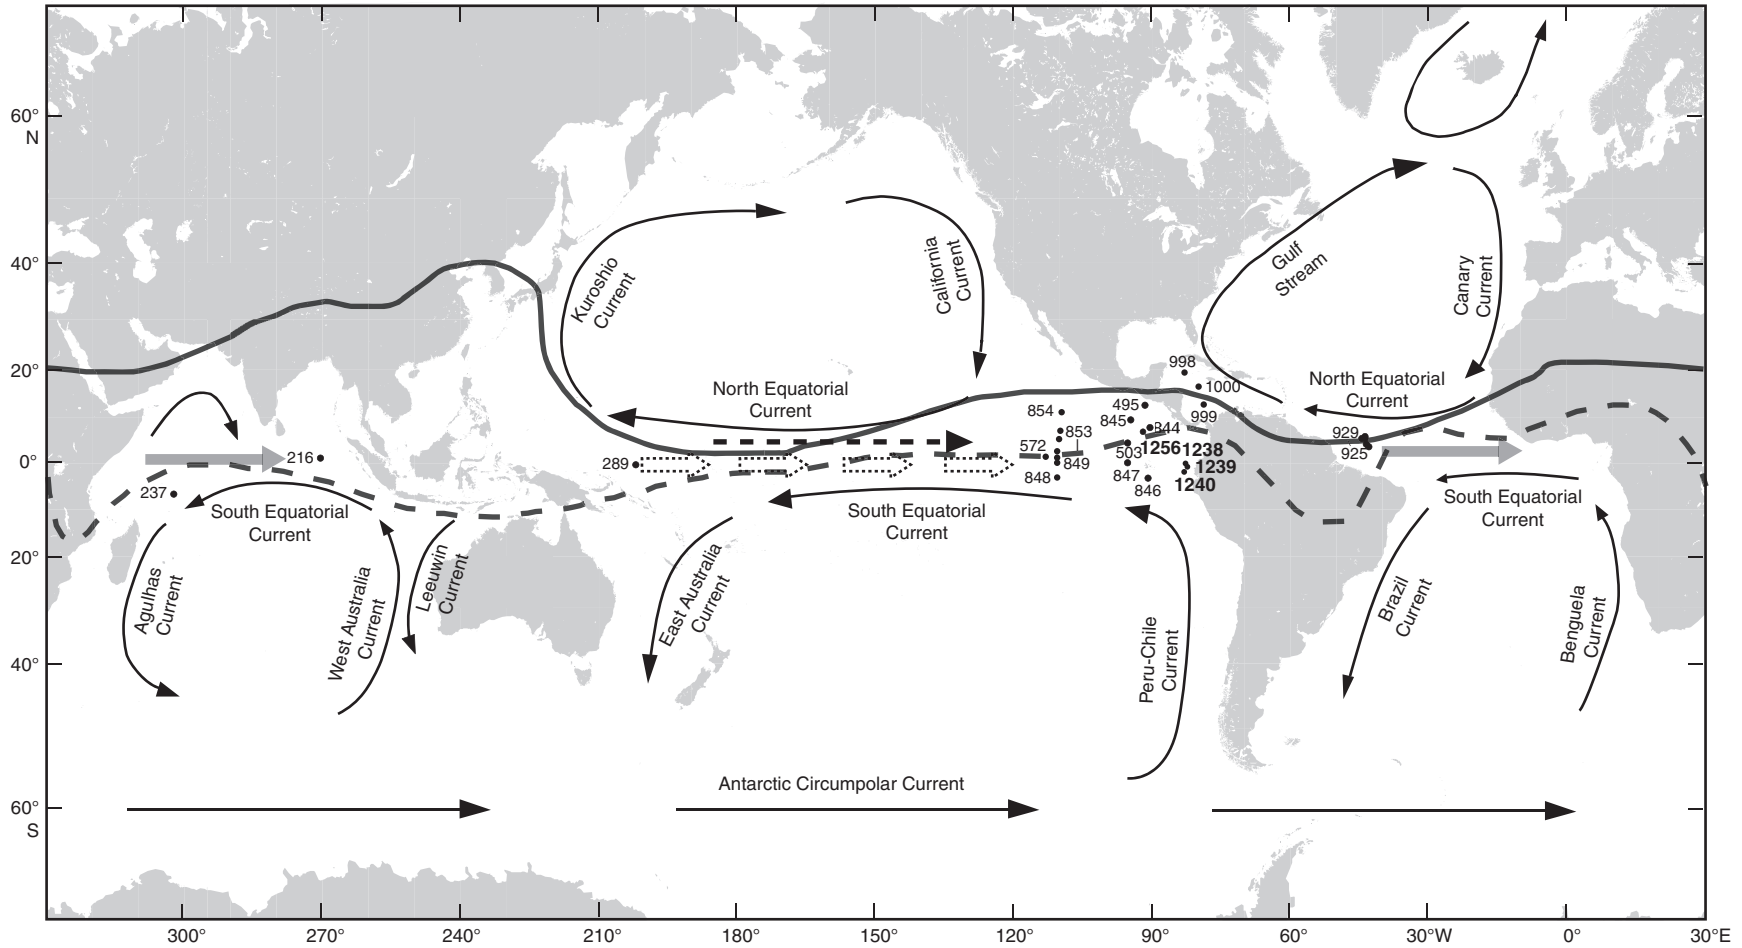 60°
N
40°
20°
0°
20°
40°
60°
S
Kuroshio
Current
California
Current
Gulf
Stream
Canary
Current
North Equatorial
Current
North Equatorial
Current
998
1000
999
495
845
844
854
853
572
849
848
503
1256
1238
1239
1240
847
846
929
925
216
237
289
South Equatorial
Current
South Equatorial
Current
South Equatorial
Current
Agulhas
Current
West Australia
Current
Leeuwin
Current
East Australia
Current
Peru-Chile
Current
Brazil
Current
Benguela
Current
Antarctic Circumpolar Current
300°
270°
240°
210°
180°
150°
120°
90°
60°
30°W
0°
30°E